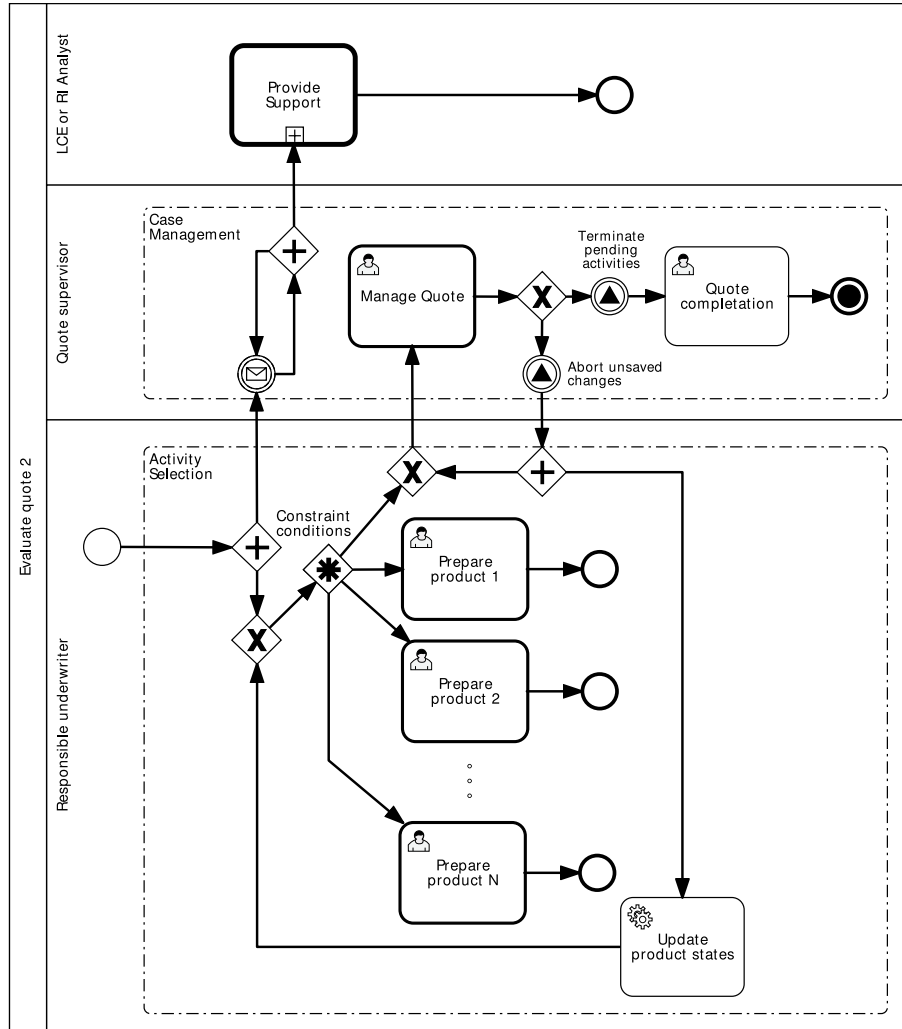 Evaluate quote 2
LCE or RI Analyst
Provide
Support
Quote supervisor
Case
Management
Manage Quote
Terminate
pending
activities
Quote
completation
Abort unsaved
changes
Responsible underwriter
Activity
Selection
Constraint
conditions
Prepare
product 1
Prepare
product 2
Prepare
product N
Update
product states